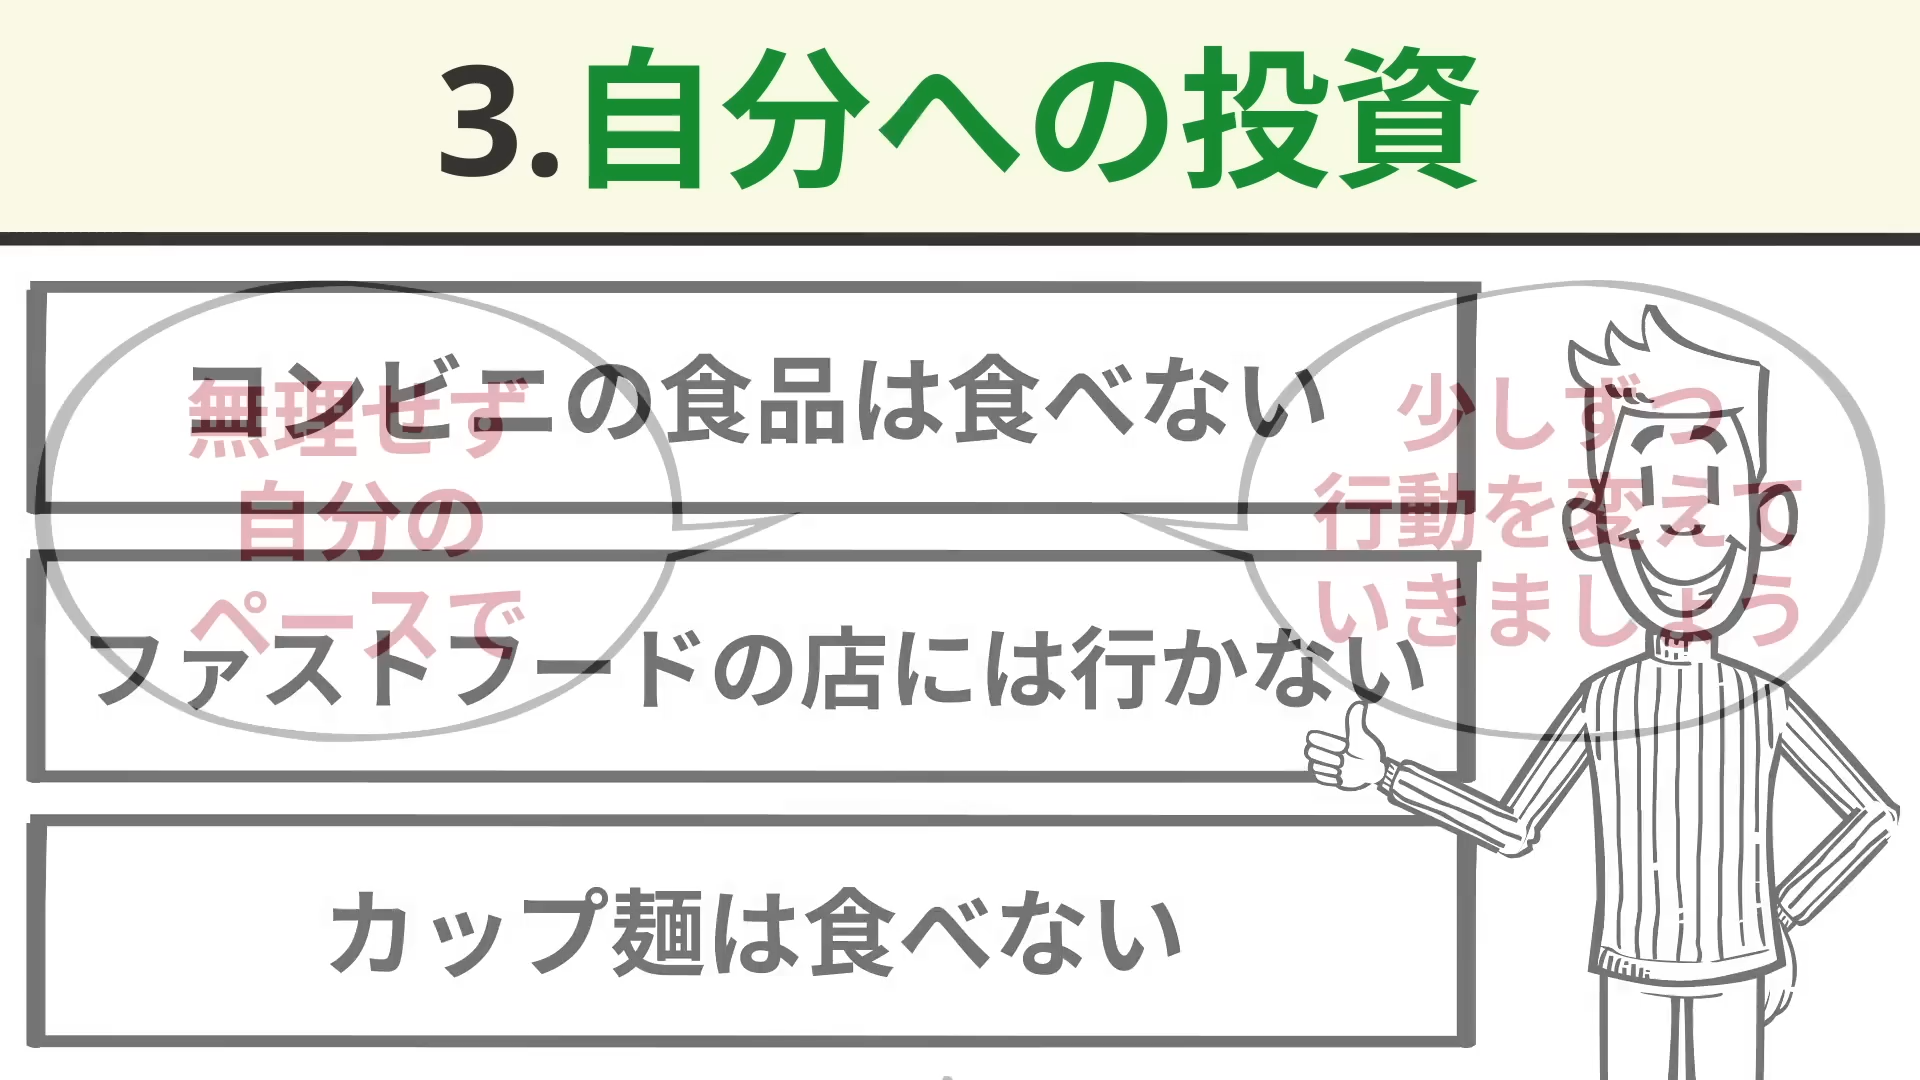 3.自分への投資
コンビニの食品は食べない
ファストフードの店には行かない
カップ麺は食べない
無理せず
自分の
ペースで
少しずつ
行動を変えて
いきましょう